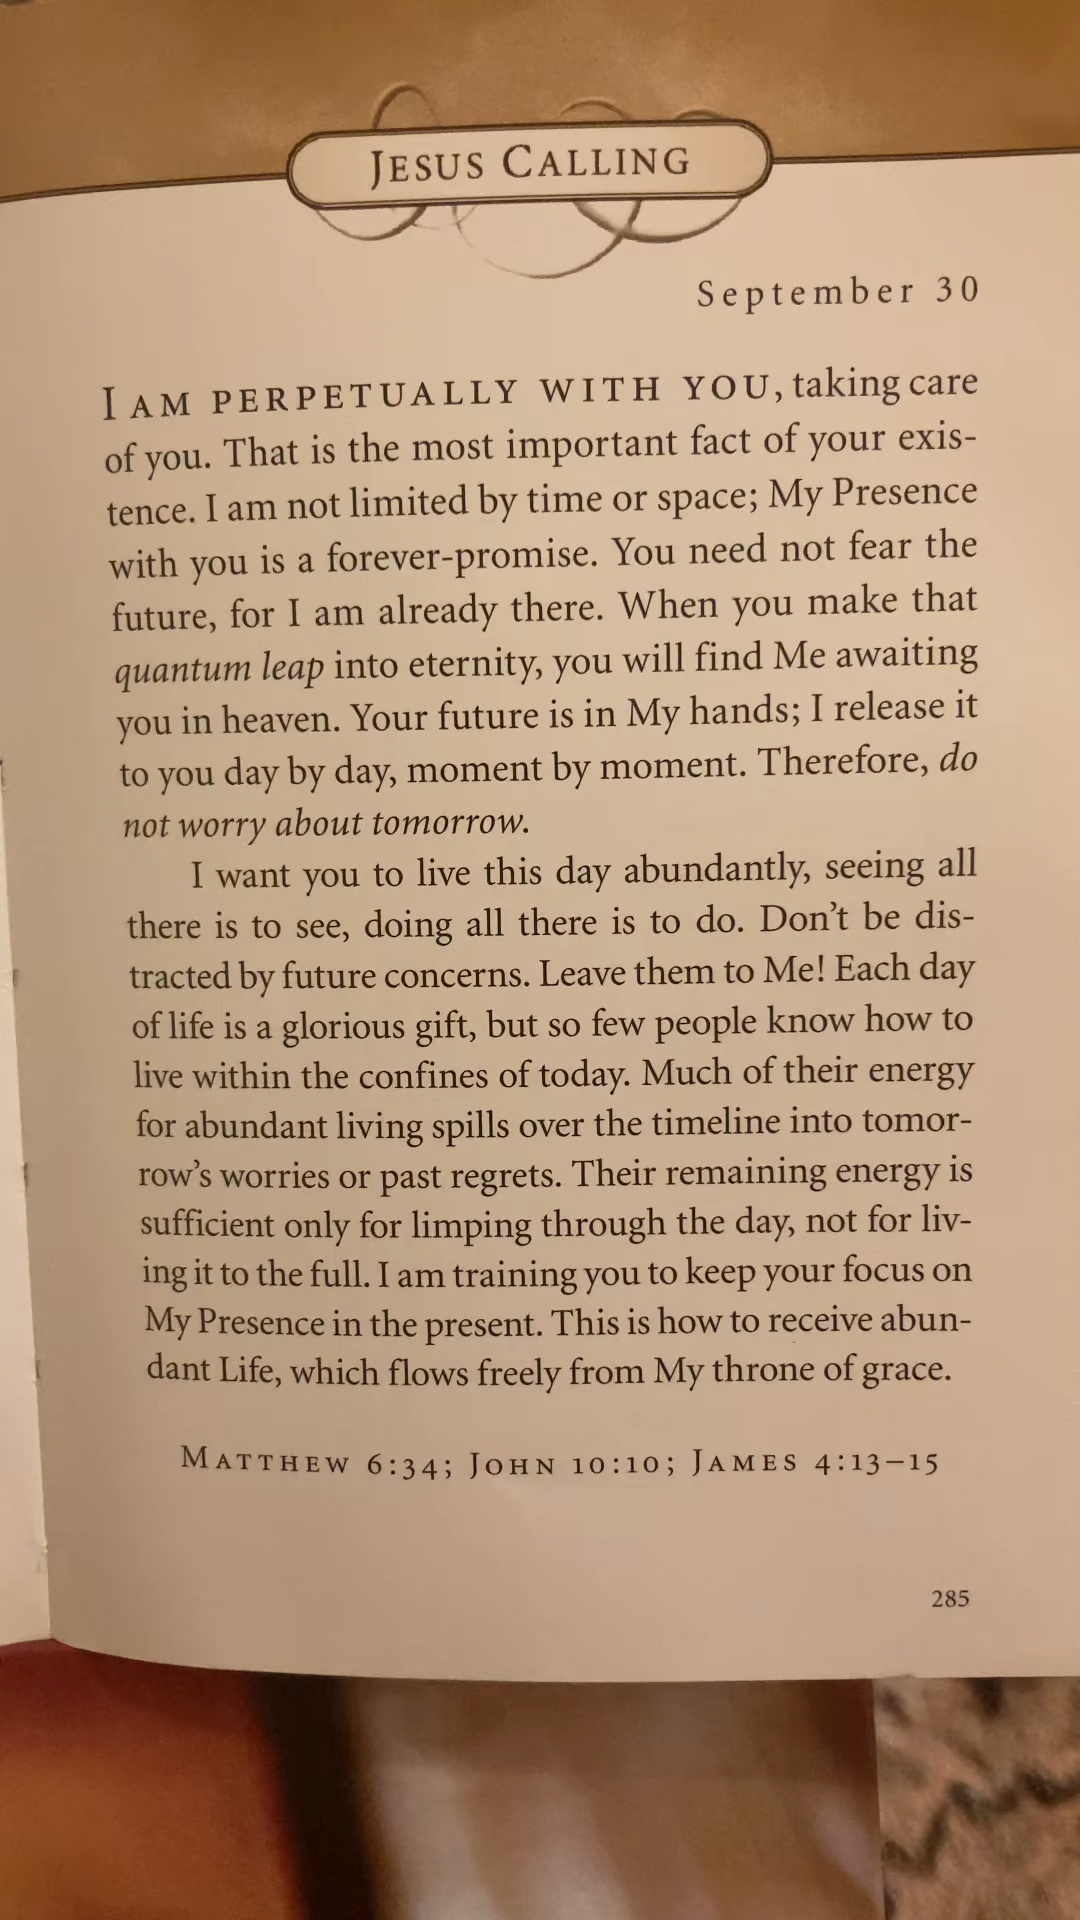 JESUS CALLING
September 30
I AM PERPETUALLY WITH YOU, taking care
of you. That is the most important fact of your exis-
tence. I am not limited by time or space; My Presence
with you is a forever-promise. You need not fear the
future, for I am already there. When you make that
quantum leap into eternity, you will find Me awaiting
you in heaven. Your future is in My hands; I release it
to you day by day, moment by moment. Therefore, do
not worry about tomorrow.
I want you to live this day abundantly, seeing all
there is to see, doing all there is to do. Don't be dis-
tracted by future concerns. Leave them to Me! Each day
of life is a glorious gift, but so few people know how to
live within the confines of today. Much of their energy
for abundant living spills over the timeline into tomor-
row's worries or past regrets. Their remaining energy is
sufficient only for limping through the day, not for liv-
ing it to the full. I am training you to keep your focus on
My Presence in the present. This is how to receive abun-
dant Life, which flows freely from My throne of grace.
MATTHEW 6:34; JOHN 10:10; JAMES 4:13–15
285